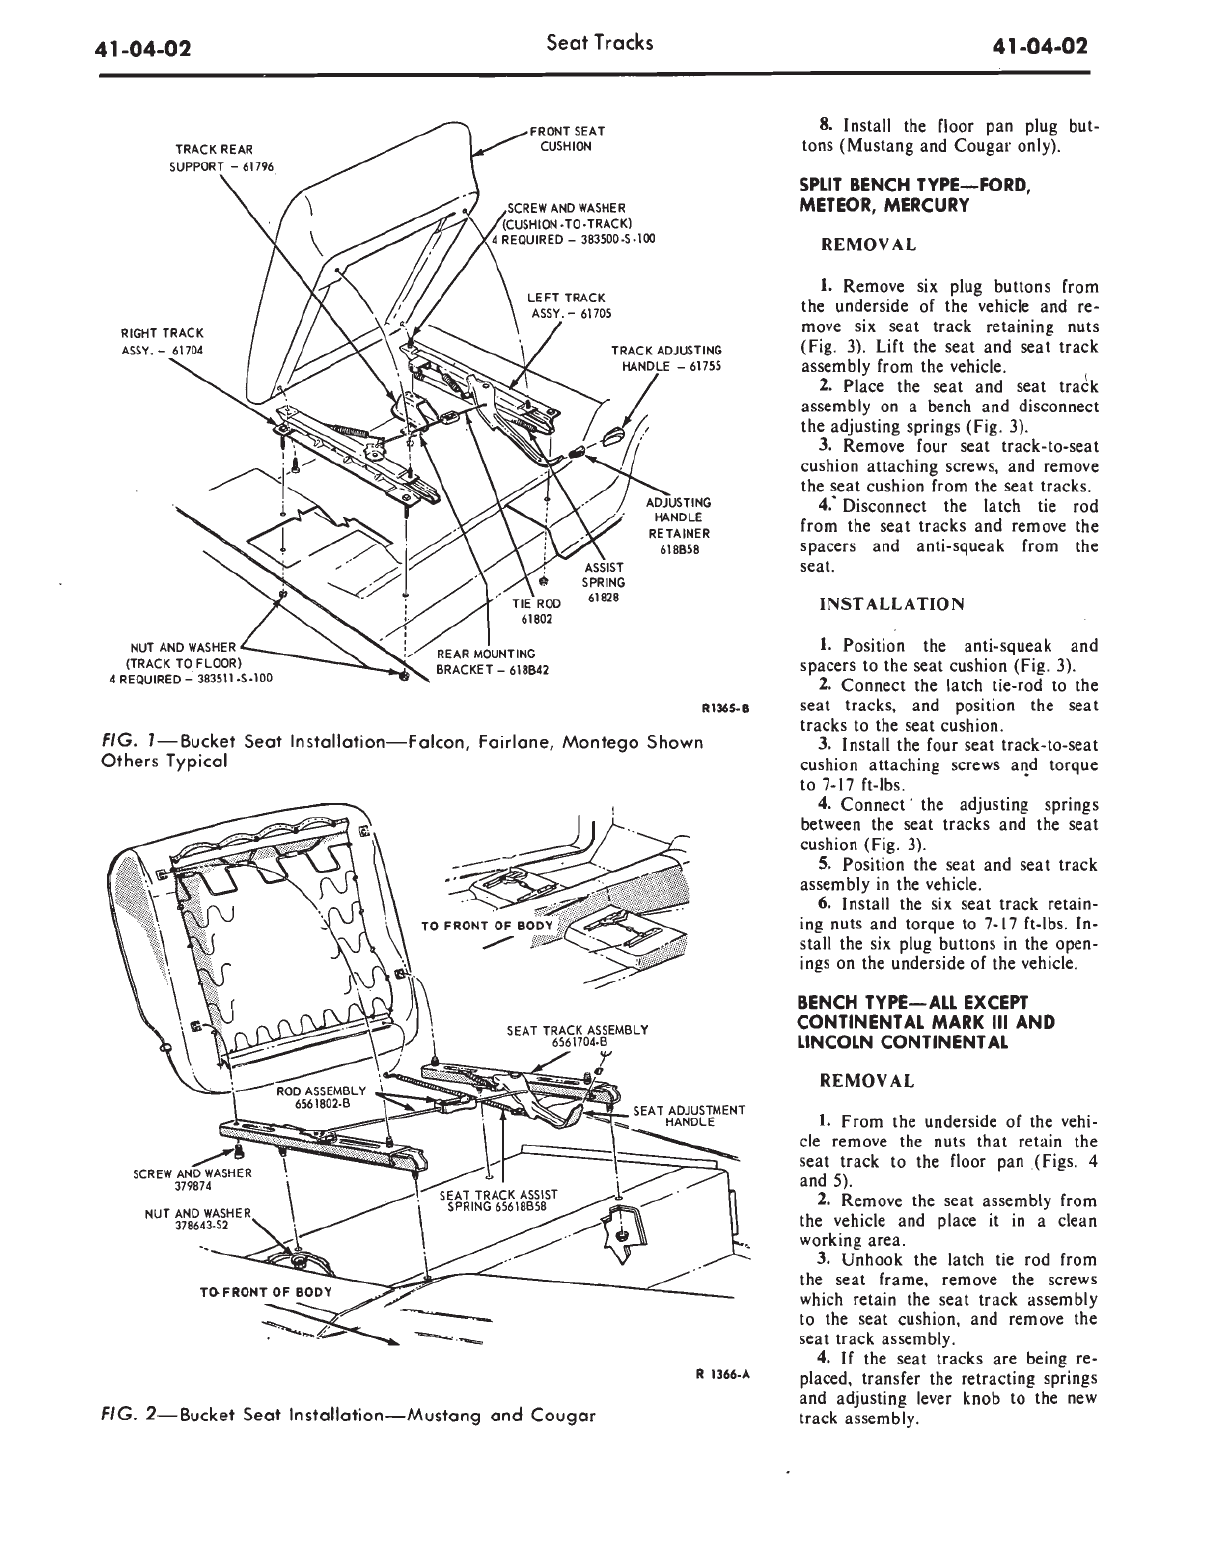 41-04-02
Seat Tracks
41-04-02
TRACK REAR
SUPPORT - 61796
FRONT SEAT
CUSHION
SCREW AND WASHER
(CUSHION-TO-TRACK)
4 REQUIRED - 383500-S-100
LEFT TRACK
ASSY. - 61705
RIGHT TRACK
ASSY. - 61704
TRACK ADJUSTING
HANDLE - 61755
ADJUSTING
HANDLE
RETAINER
618B58
ASSIST
SPRING
61828
TIE ROD
61802
NUT AND WASHER
(TRACK TO FLOOR)
4 REQUIRED - 383511-S-100
REAR MOUNTING
BRACKET - 618B42
R1365-B
FIG. 1—Bucket Seat Installation—Falcon, Fairlane, Montego Shown
Others Typical
TO FRONT OF BODY
SEAT TRACK ASSEMBLY
6561704-B
ROD ASSEMBLY
6561802-B
SEAT ADJUSTMENT
HANDLE
SCREW AND WASHER
379874
SEAT TRACK ASSIST
SPRING 65618B58
NUT AND WASHER
378643-S2
TO FRONT OF BODY
R 1366-A
FIG. 2—Bucket Seat Installation—Mustang and Cougar
8. Install the floor pan plug but-
tons (Mustang and Cougar only).
SPLIT BENCH TYPE—FORD,
METEOR, MERCURY
REMOVAL
1. Remove six plug buttons from
the underside of the vehicle and re-
move six seat track retaining nuts
(Fig. 3). Lift the seat and seat track
assembly from the vehicle.
2. Place the seat and seat track
assembly on a bench and disconnect
the adjusting springs (Fig. 3).
3. Remove four seat track-to-seat
cushion attaching screws, and remove
the seat cushion from the seat tracks.
4. Disconnect the latch tie rod
from the seat tracks and remove the
spacers and anti-squeak from the
seat.
INSTALLATION
1. Position the anti-squeak and
spacers to the seat cushion (Fig. 3).
2. Connect the latch tie-rod to the
seat tracks, and position the seat
tracks to the seat cushion.
3. Install the four seat track-to-seat
cushion attaching screws and torque
to 7-17 ft-lbs.
4. Connect the adjusting springs
between the seat tracks and the seat
cushion (Fig. 3).
5. Position the seat and seat track
assembly in the vehicle.
6. Install the six seat track retain-
ing nuts and torque to 7-17 ft-lbs. In-
stall the six plug buttons in the open-
ings on the underside of the vehicle.
BENCH TYPE—ALL EXCEPT
CONTINENTAL MARK III AND
LINCOLN CONTINENTAL
REMOVAL
1. From the underside of the vehi-
cle remove the nuts that retain the
seat track to the floor pan (Figs. 4
and 5).
2. Remove the seat assembly from
the vehicle and place it in a clean
working area.
3. Unhook the latch tie rod from
the seat frame, remove the screws
which retain the seat track assembly
to the seat cushion, and remove the
seat track assembly.
4. If the seat tracks are being re-
placed, transfer the retracting springs
and adjusting lever knob to the new
track assembly.